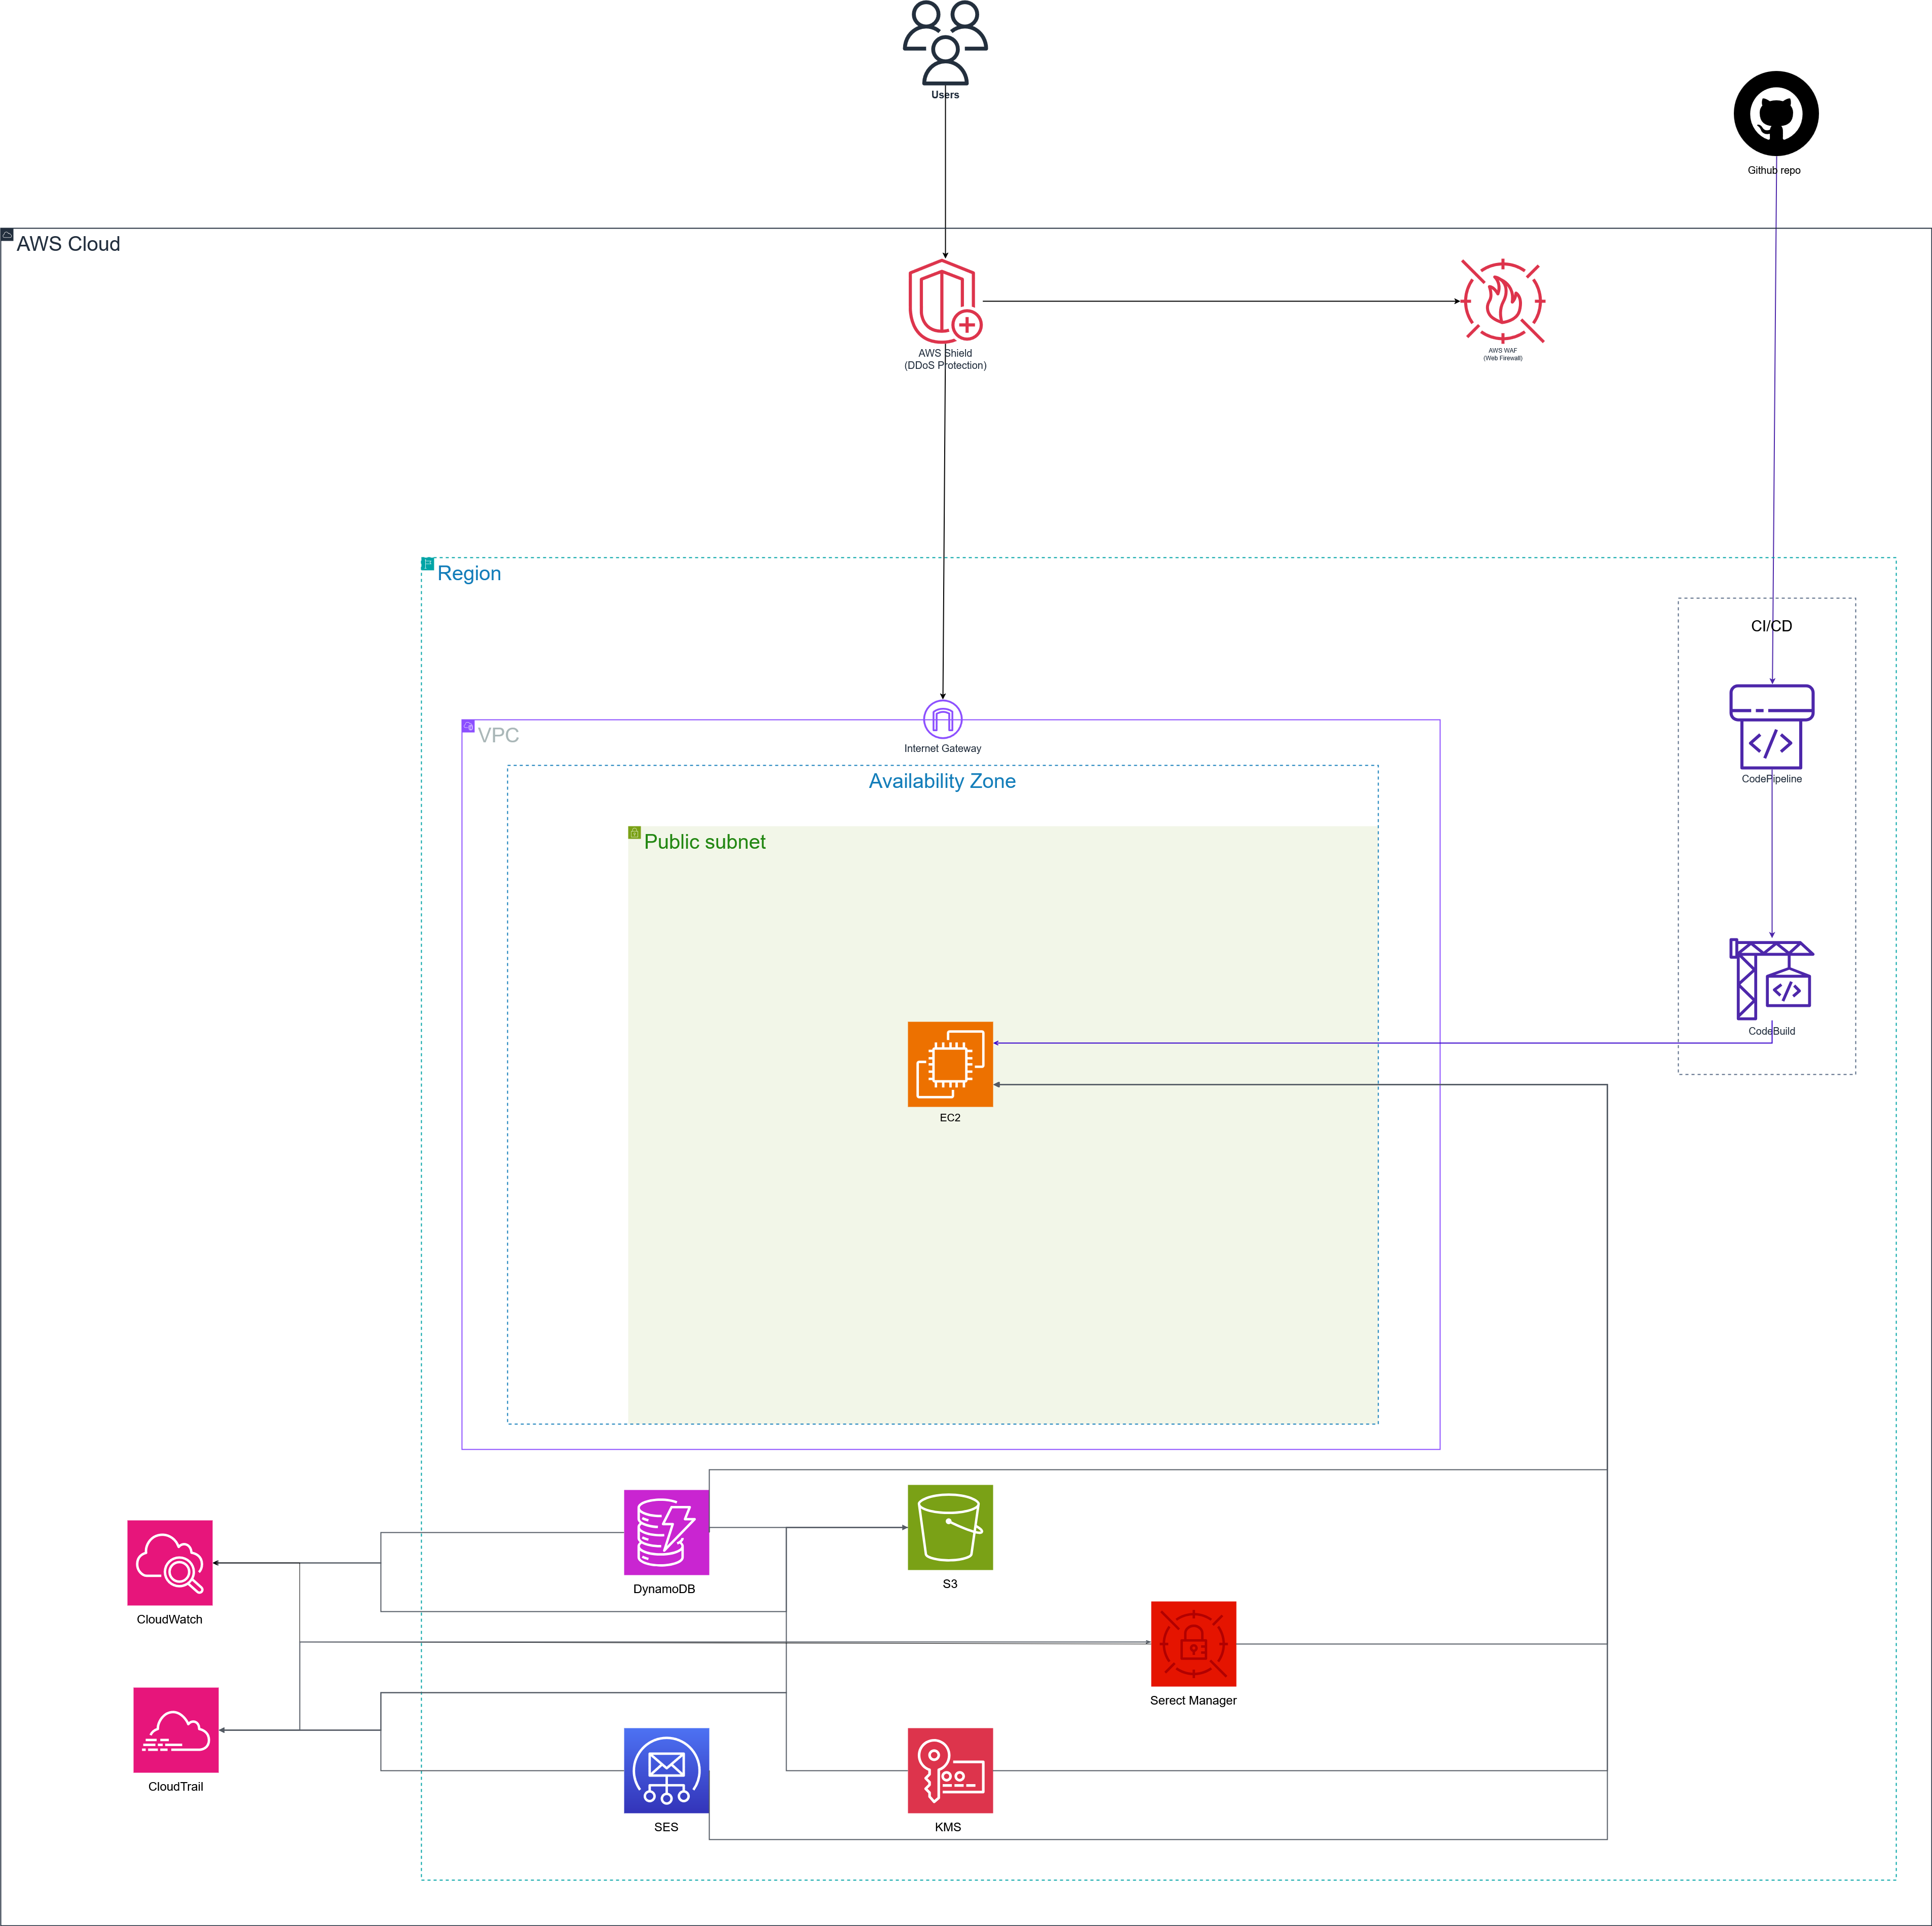 Users
Github repo
AWS Cloud
AWS Shield
(DDoS Protection)
AWS WAF
(Web Firewall)
Region
CI/CD
VPC
Internet Gateway
Availability Zone
CodePipeline
Public subnet
CodeBuild
EC2
DynamoDB
S3
CloudWatch
Serect Manager
CloudTrail
SES
KMS